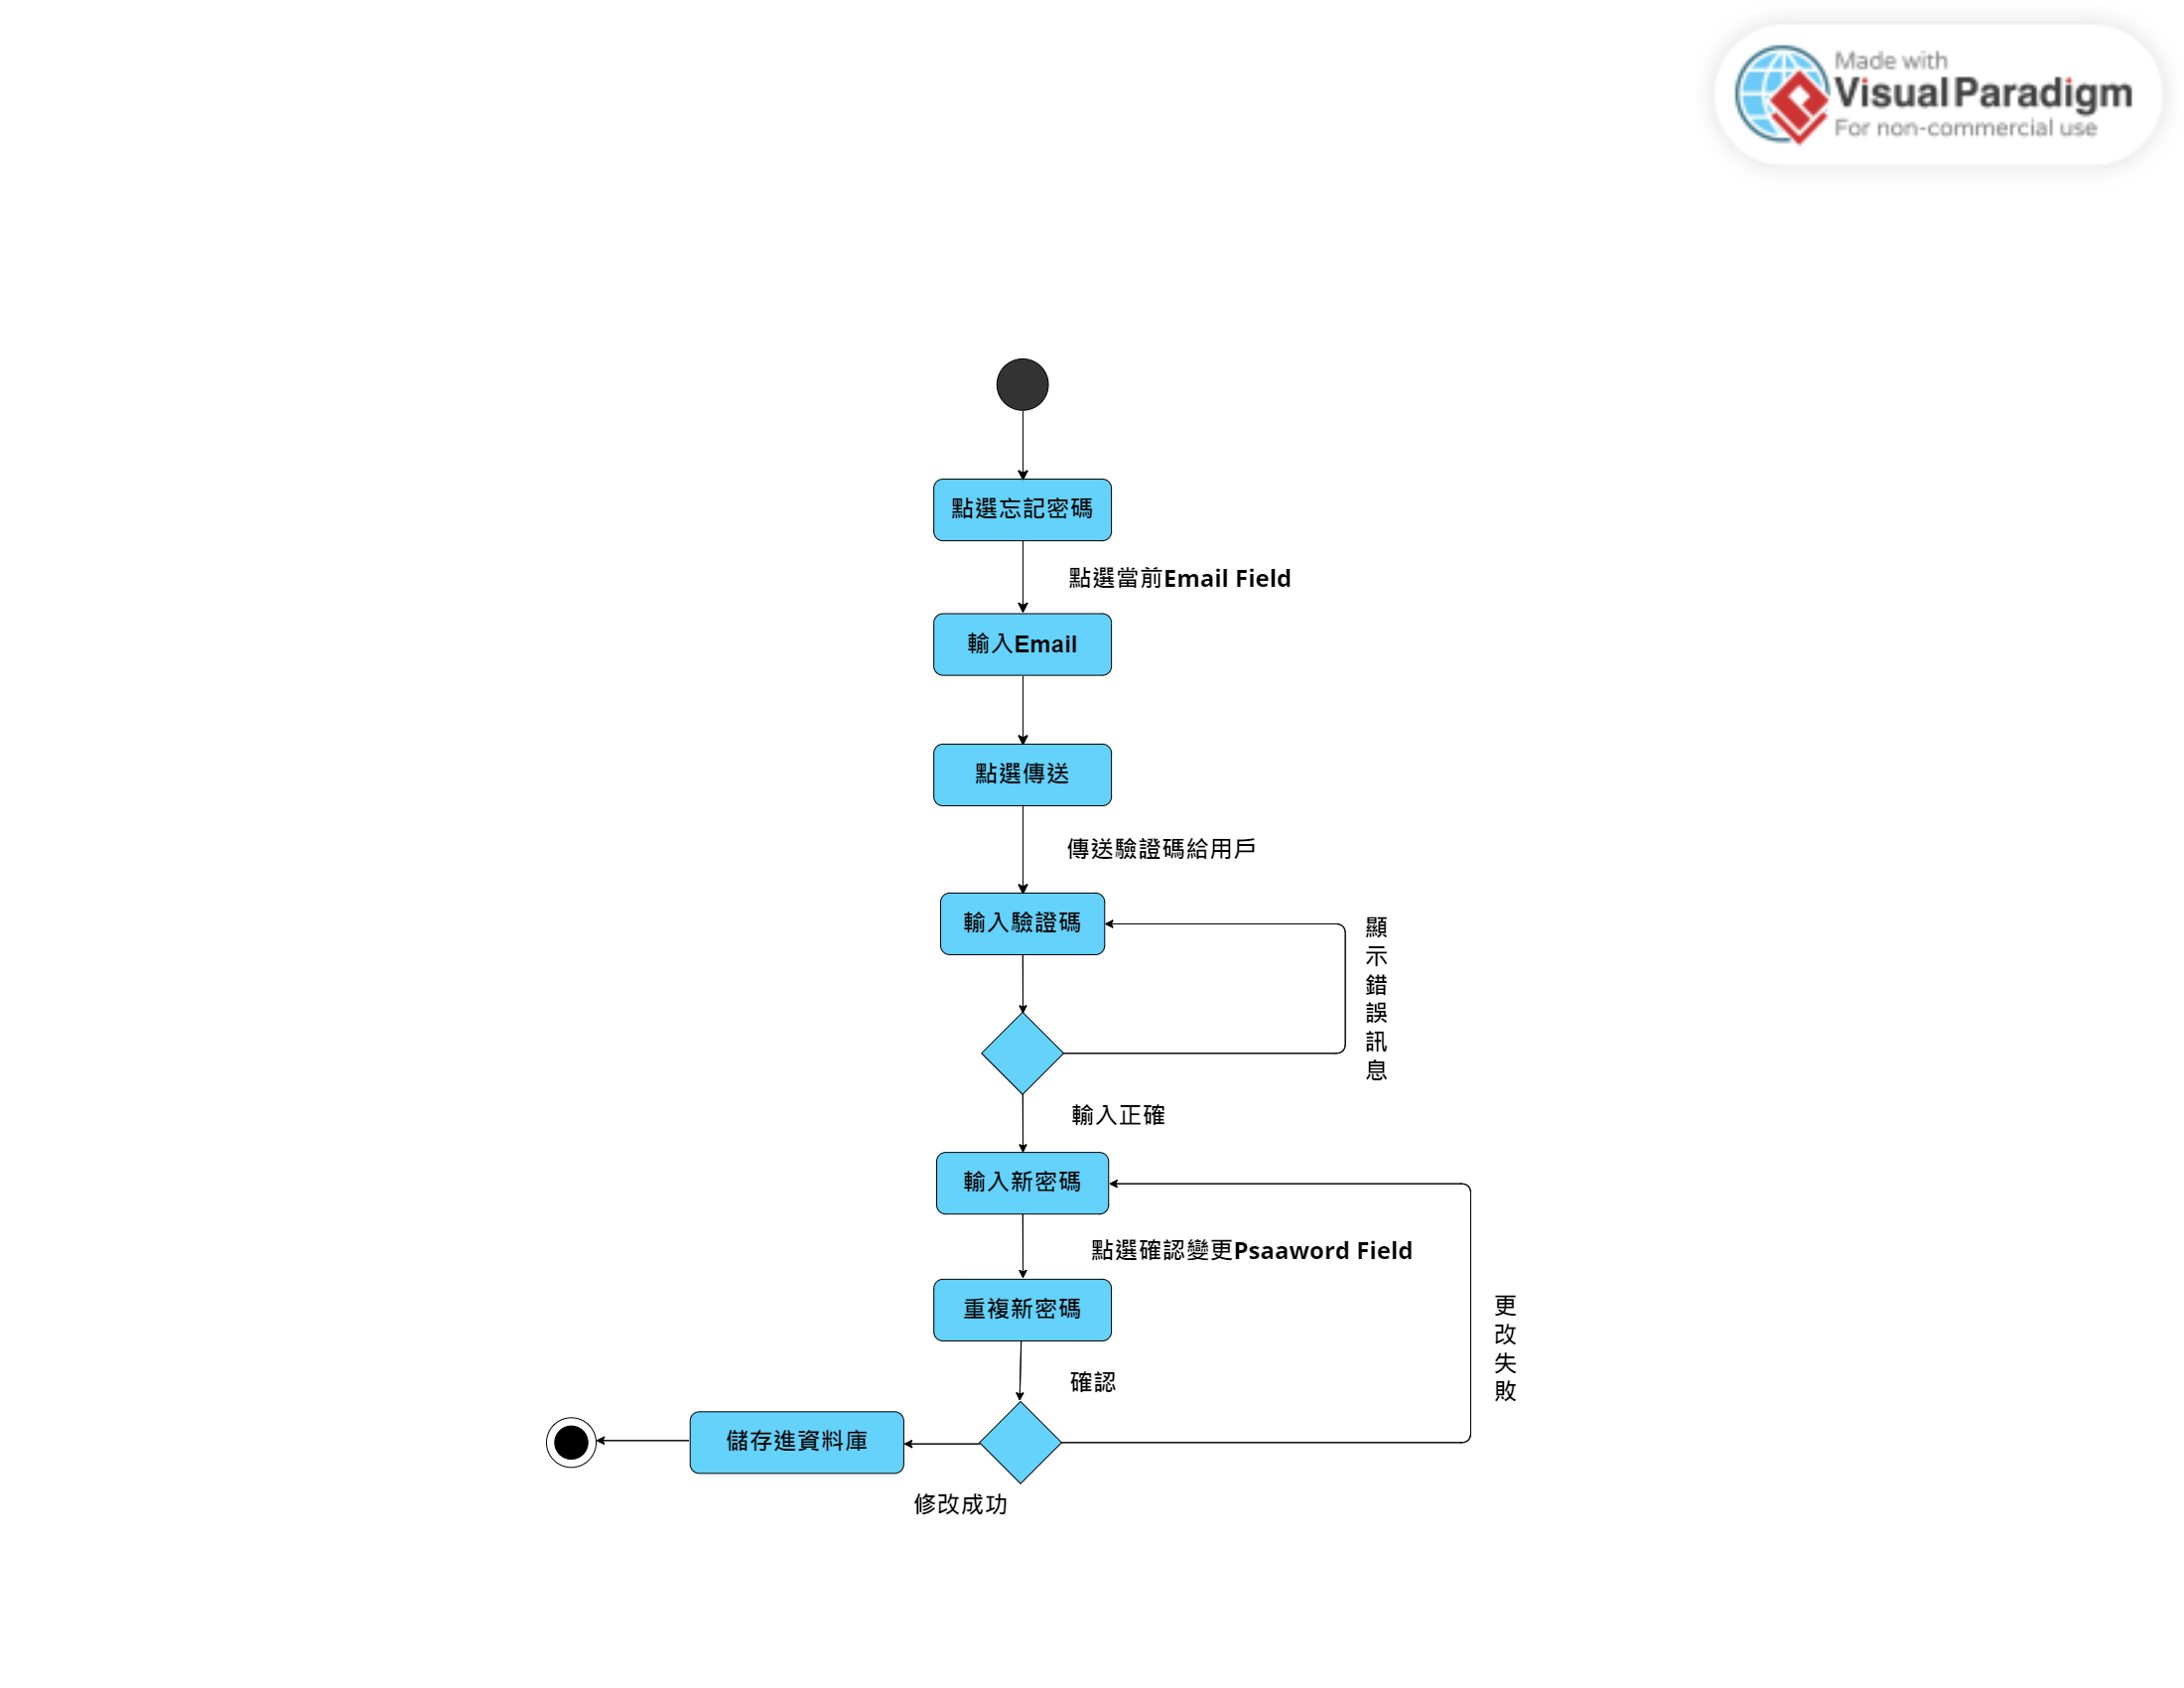 Made with
Visual Paradigm
For non-commercial use
點選忘記密碼
點選當前Email Field
輸入Email
點選傳送
傳送驗證碼給用戶
輸入驗證碼
顯示錯誤訊息
輸入正確
輸入新密碼
點選確認變更Psaaword Field
重複新密碼
更改失敗
確認
儲存進資料庫
修改成功